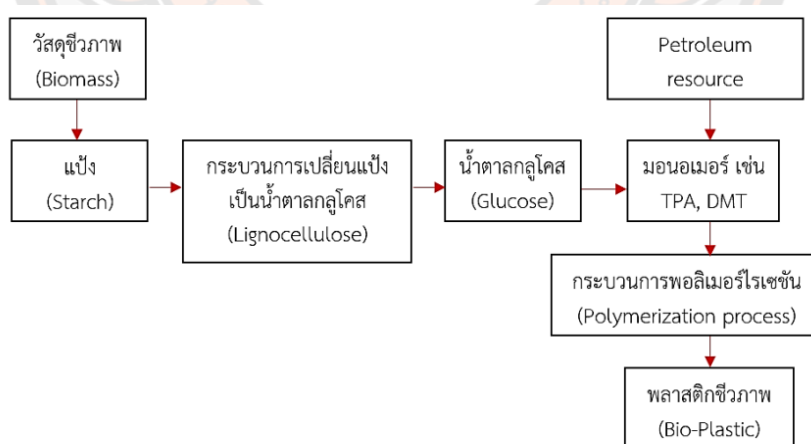 วัสดุชีวภาพ
(Biomass)
Petroleum
resource
แป้ง
(Starch)
กระบวนการเปลี่ยนแป้ง
เป็นน้ำตาลกลูโคส
(Lignocellulose)
น้ำตาลกลูโคส
(Glucose)
มอนอเมอร์ เช่น
TPA, DMT
กระบวนการพอลิเมอร์ไรเซชัน
(Polymerization process)
พลาสติกชีวภาพ
(Bio-Plastic)